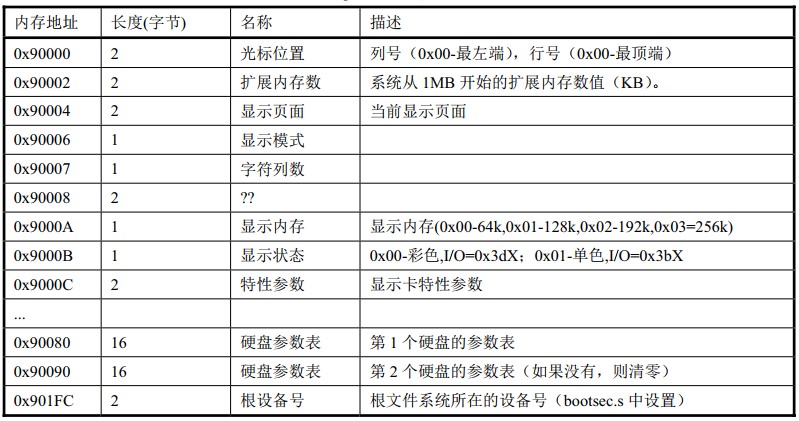 内存地址 长度(字节) 名称 描述
0x90000 2 光标位置 列号（0x00-最左端），行号（0x00-最顶端）
0x90002 2 扩展内存数 系统从 1MB 开始的扩展内存数值（KB）。
0x90004 2 显示页面 当前显示页面
0x90006 1 显示模式
0x90007 1 字符列数
0x90008 2 ??
0x9000A 1 显示内存 显示内存(0x00-64k,0x01-128k,0x02-192k,0x03=256k)
0x9000B 1 显示状态 0x00-彩色,I/O=0x3dX；0x01-单色,I/O=0x3bX
0x9000C 2 特性参数 显示卡特性参数
...
0x90080 16 硬盘参数表 第 1 个硬盘的参数表
0x90090 16 硬盘参数表 第 2 个硬盘的参数表（如果没有，则清零）
0x901FC 2 根设备号 根文件系统所在的设备号（bootsec.s 中设置）